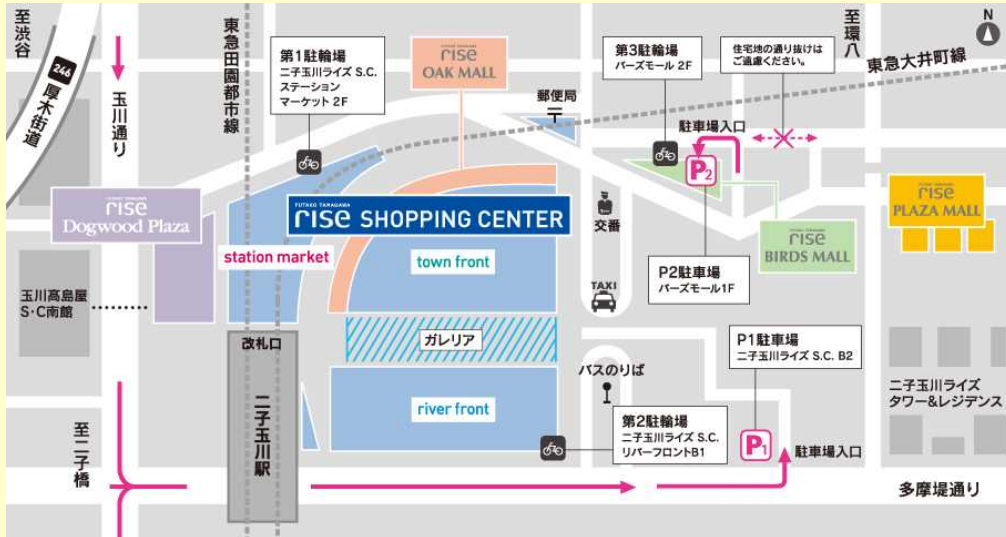 至渋谷
246
厚木街道
玉川通り
東急田園都市線
第1駐輪場
二子玉川ライズ S.C.
ステーション
マーケット 2F
FUTAKO TAMAGAWA
rise
OAK MALL
郵便局
第3駐輪場
バーズモール 2F
住宅地の通り抜けは
ご遠慮ください。
至環八
N
東急大井町線
駐車場入口
P2
FUTAKO TAMAGAWA
rise
Dogwood Plaza
FUTAKO TAMAGAWA
rise SHOPPING CENTER
station market
town front
交番
TAXI
P2駐車場
バーズモール1F
FUTAKO TAMAGAWA
rise
BIRDS MALL
FUTAKO TAMAGAWA
rise
PLAZA MALL
玉川髙島屋
S・C南館
改札口
ガレリア
バスのりば
P1駐車場
二子玉川ライズ S.C. B2
二子玉川駅
river front
第2駐輪場
二子玉川ライズ S.C.
リバーフロントB1
P1
駐車場入口
二子玉川ライズ
タワー&レジデンス
至二子橋
多摩堤通り